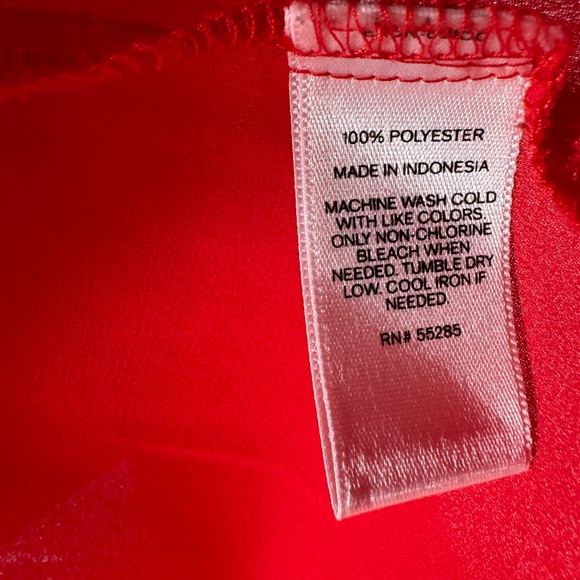 100% POLYESTER
MADE IN INDONESIA
MACHINE WASH COLD
WITH LIKE COLORS.
ONLY NON-CHLORINE
BLEACH WHEN
NEEDED. TUMBLE DRY
LOW. COOL IRON IF
NEEDED.
RN# 55285